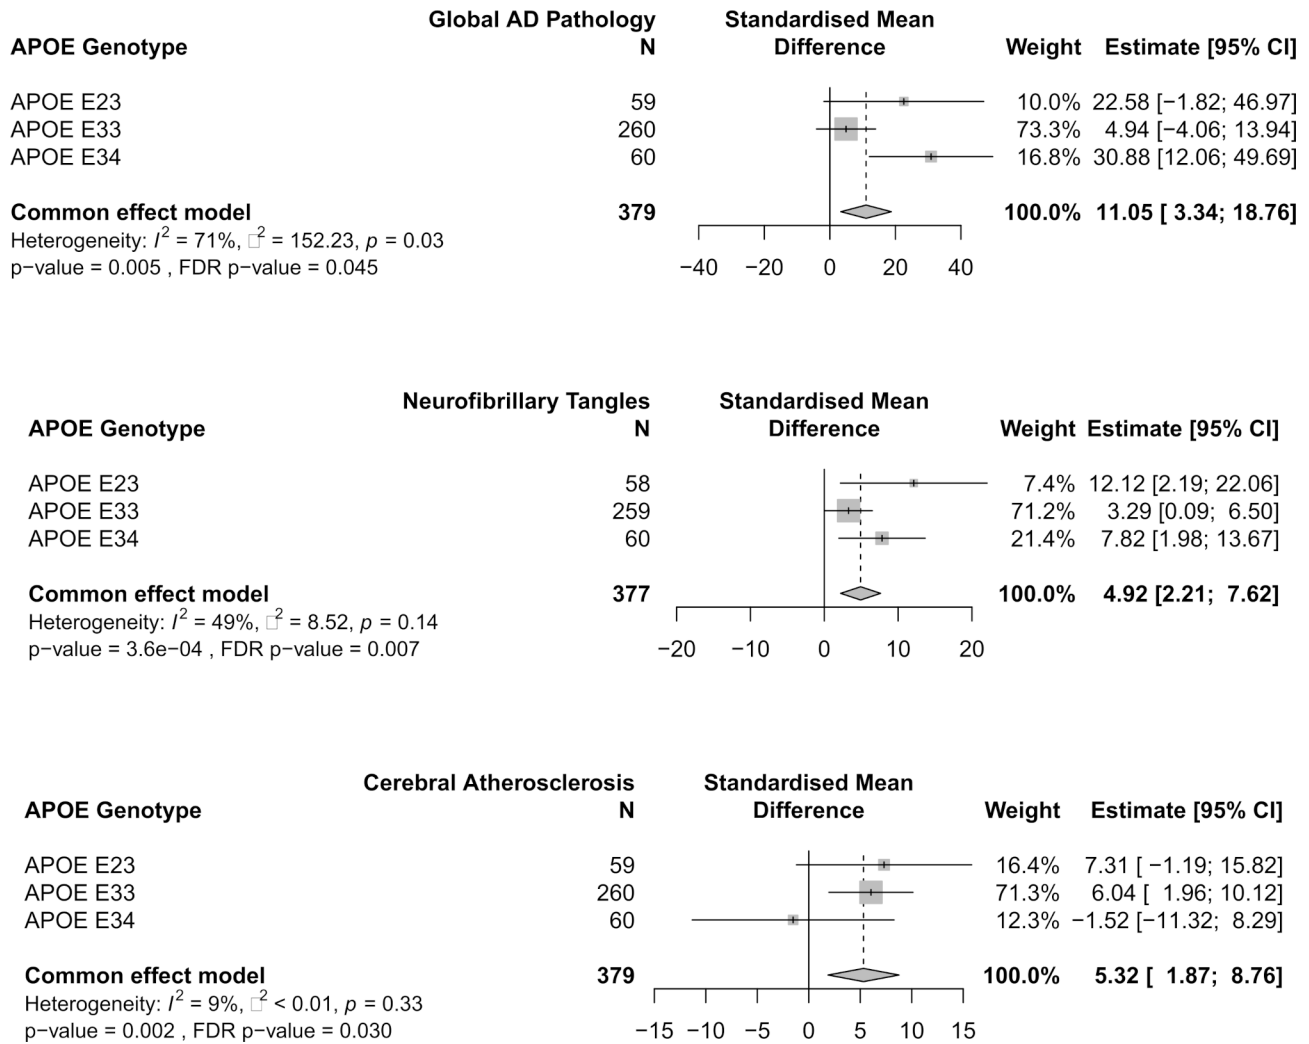 Global AD Pathology Standardised Mean
APOE Genotype N Difference Weight Estimate [95% CI]
APOE E23 59 10.0% 22.58 [−1.82; 46.97]
APOE E33 260 73.3% 4.94 [−4.06; 13.94]
APOE E34 60 16.8% 30.88 [12.06; 49.69]
Common effect model 379 100.0% 11.05 [ 3.34; 18.76]
Heterogeneity: I² = 71%, □² = 152.23, p = 0.03
p−value = 0.005 , FDR p−value = 0.045
−40 −20 0 20 40
Neurofibrillary Tangles Standardised Mean
APOE Genotype N Difference Weight Estimate [95% CI]
APOE E23 58 7.4% 12.12 [2.19; 22.06]
APOE E33 259 71.2% 3.29 [0.09; 6.50]
APOE E34 60 21.4% 7.82 [1.98; 13.67]
Common effect model 377 100.0% 4.92 [2.21; 7.62]
Heterogeneity: I² = 49%, □² = 8.52, p = 0.14
p−value = 3.6e−04 , FDR p−value = 0.007
−20 −10 0 10 20
Cerebral Atherosclerosis Standardised Mean
APOE Genotype N Difference Weight Estimate [95% CI]
APOE E23 59 16.4% 7.31 [ −1.19; 15.82]
APOE E33 260 71.3% 6.04 [ 1.96; 10.12]
APOE E34 60 12.3% −1.52 [−11.32; 8.29]
Common effect model 379 100.0% 5.32 [ 1.87; 8.76]
Heterogeneity: I² = 9%, □² < 0.01, p = 0.33
p−value = 0.002 , FDR p−value = 0.030
−15 −10 −5 0 5 10 15